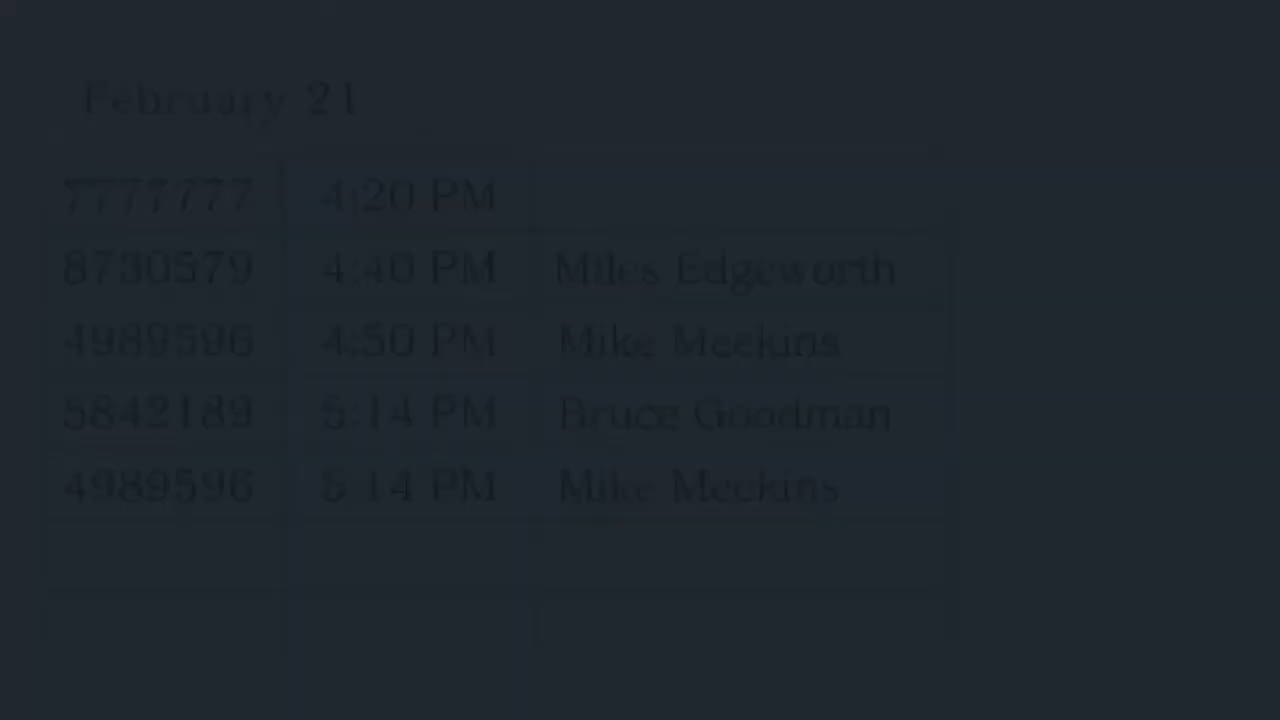 February 21
7777777 4:20 PM
8730579 4:40 PM Miles Edgeworth
4989596 4:50 PM Mike Meekins
5842189 5:14 PM Bruce Goodman
4989596 5:14 PM Mike Meekins